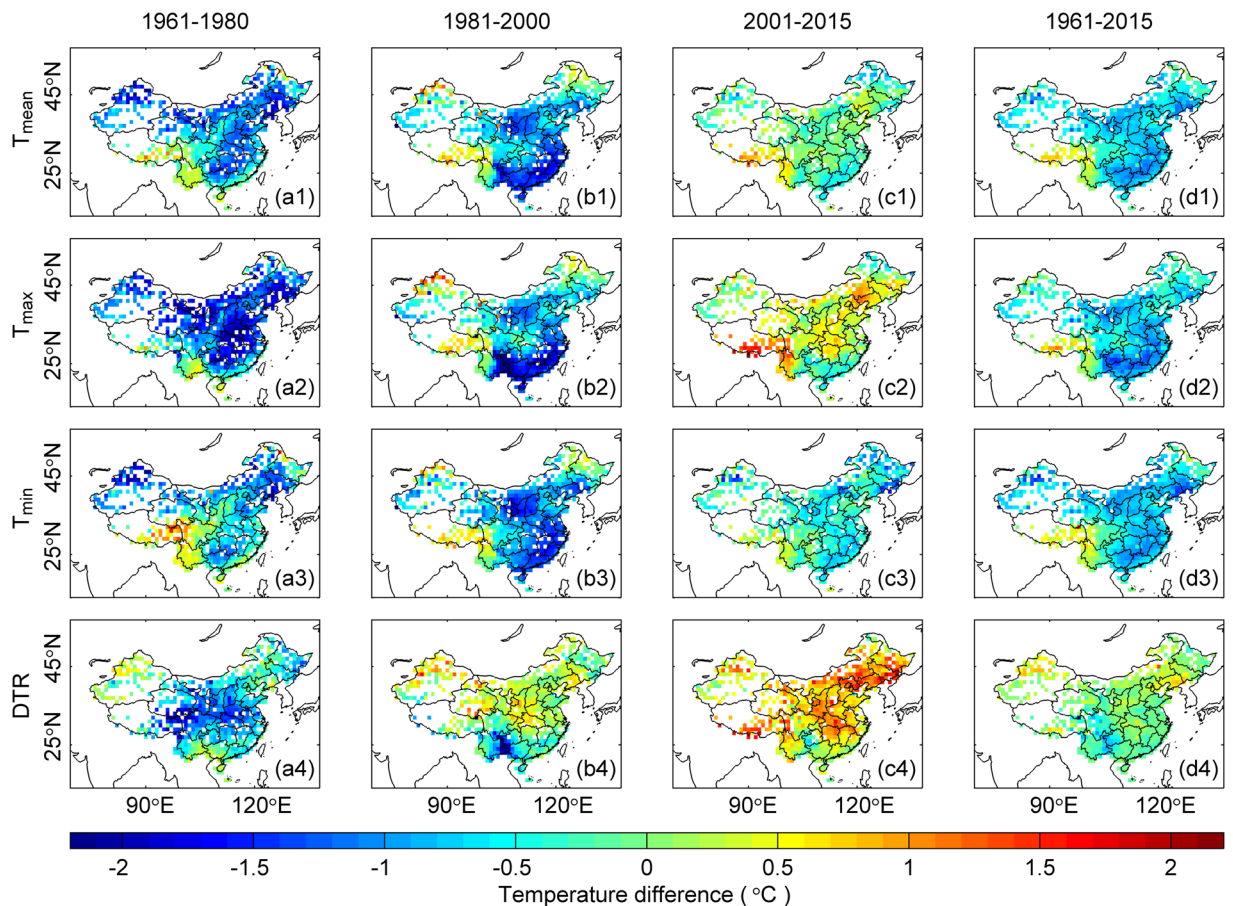 1961-1980 1981-2000 2001-2015 1961-2015
Tmean 45°N 25°N (a1) (b1) (c1) (d1)
Tmax 45°N 25°N (a2) (b2) (c2) (d2)
Tmin 45°N 25°N (a3) (b3) (c3) (d3)
DTR 45°N 25°N (a4) (b4) (c4) (d4)
90°E 120°E 90°E 120°E 90°E 120°E 90°E 120°E
-2 -1.5 -1 -0.5 0 0.5 1 1.5 2
Temperature difference ( °C )